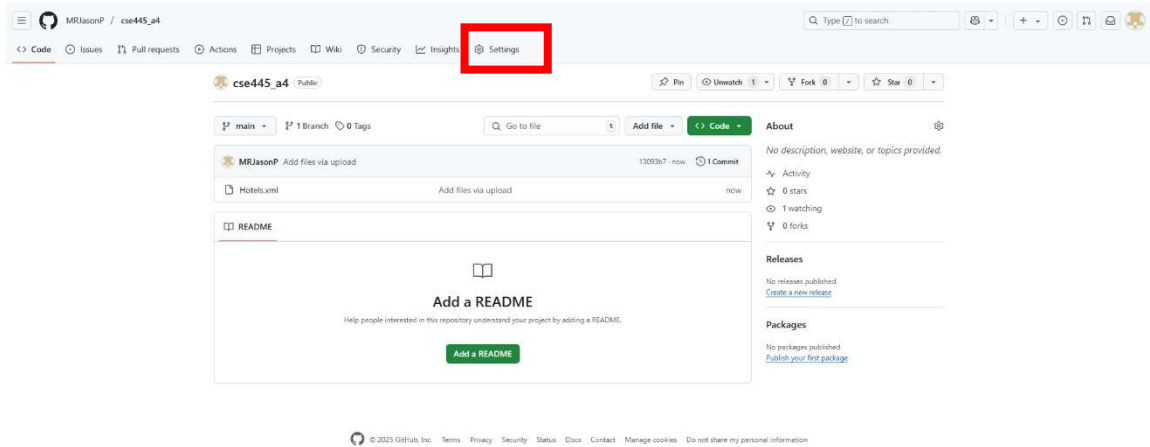 MRJasonP / cse445_a4
Type / to search
Code Issues Pull requests Actions Projects Wiki Security Insights Settings
cse445_a4 Public
Pin Unwatch 1 Fork 0 Star 0
main 1 Branch 0 Tags Go to file t Add file Code
About
No description, website, or topics provided.
MRJasonP Add files via upload 13093b7 · now 1 Commit
Activity
Hotels.xml Add files via upload now
0 stars
1 watching
0 forks
README
Releases
No releases published
Create a new release
Add a README
Help people interested in this repository understand your project by adding a README.
Add a README
Packages
No packages published
Publish your first package
© 2025 GitHub, Inc. Terms Privacy Security Status Docs Contact Manage cookies Do not share my personal information